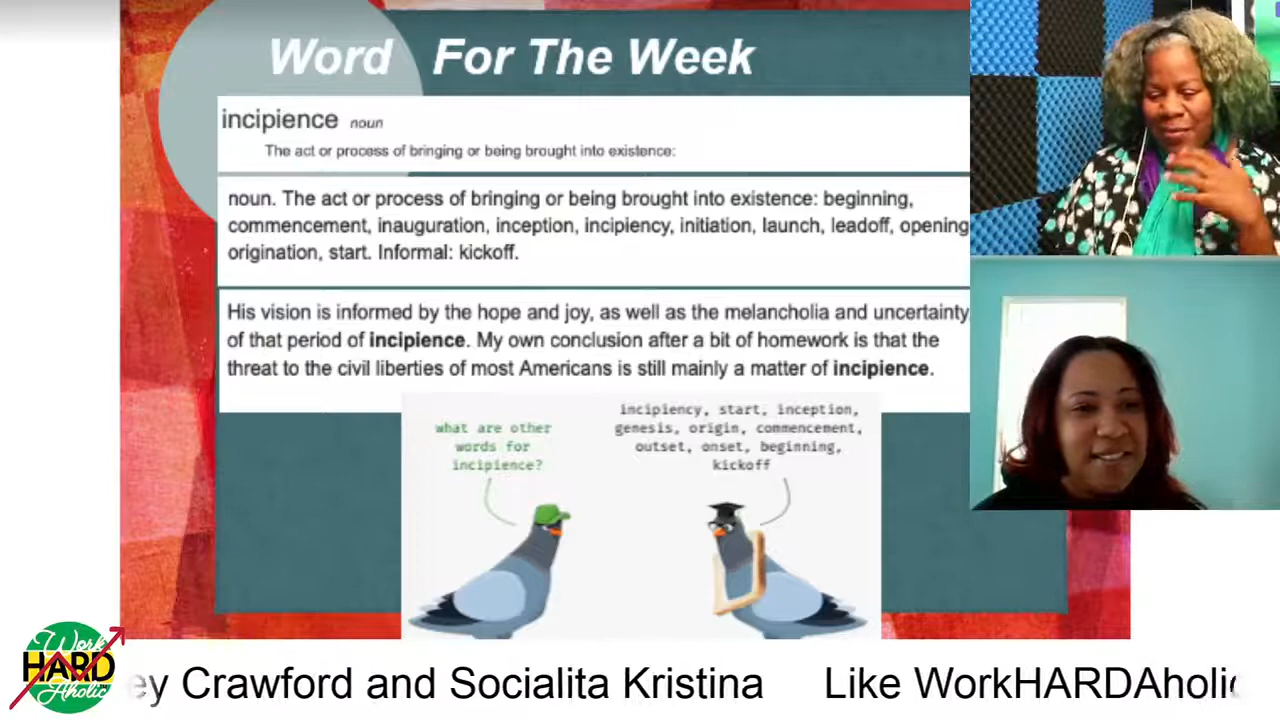 Word For The Week
incipience noun
The act or process of bringing or being brought into existence:
noun. The act or process of bringing or being brought into existence: beginning,
commencement, inauguration, inception, incipiency, initiation, launch, leadoff, opening
origination, start. Informal: kickoff.
His vision is informed by the hope and joy, as well as the melancholia and uncertainty
of that period of incipience. My own conclusion after a bit of homework is that the
threat to the civil liberties of most Americans is still mainly a matter of incipience.
what are other
words for
incipience?
incipiency, start, inception,
genesis, origin, commencement,
outset, onset, beginning,
kickoff
Work
HARD
Aholic
ey Crawford and Socialita Kristina Like WorkHARDAholic